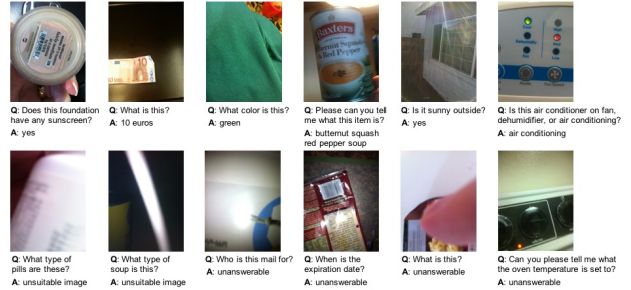 Baxters
Butternut Squash
& Red Pepper
10
Q: Does this foundation
have any sunscreen?
A: yes
Q: What is this?
A: 10 euros
Q: What color is this?
A: green
Q: Please can you tell
me what this item is?
A: butternut squash
red pepper soup
Q: Is it sunny outside?
A: yes
Q: Is this air conditioner on fan,
dehumidifier, or air conditioning?
A: air conditioning
Q: What type of
pills are these?
A: unsuitable image
Q: What type of
soup is this?
A: unsuitable image
Q: Who is this mail for?
A: unanswerable
Q: When is the
expiration date?
A: unanswerable
Q: What is this?
A: unanswerable
Q: Can you please tell me what
the oven temperature is set to?
A: unanswerable